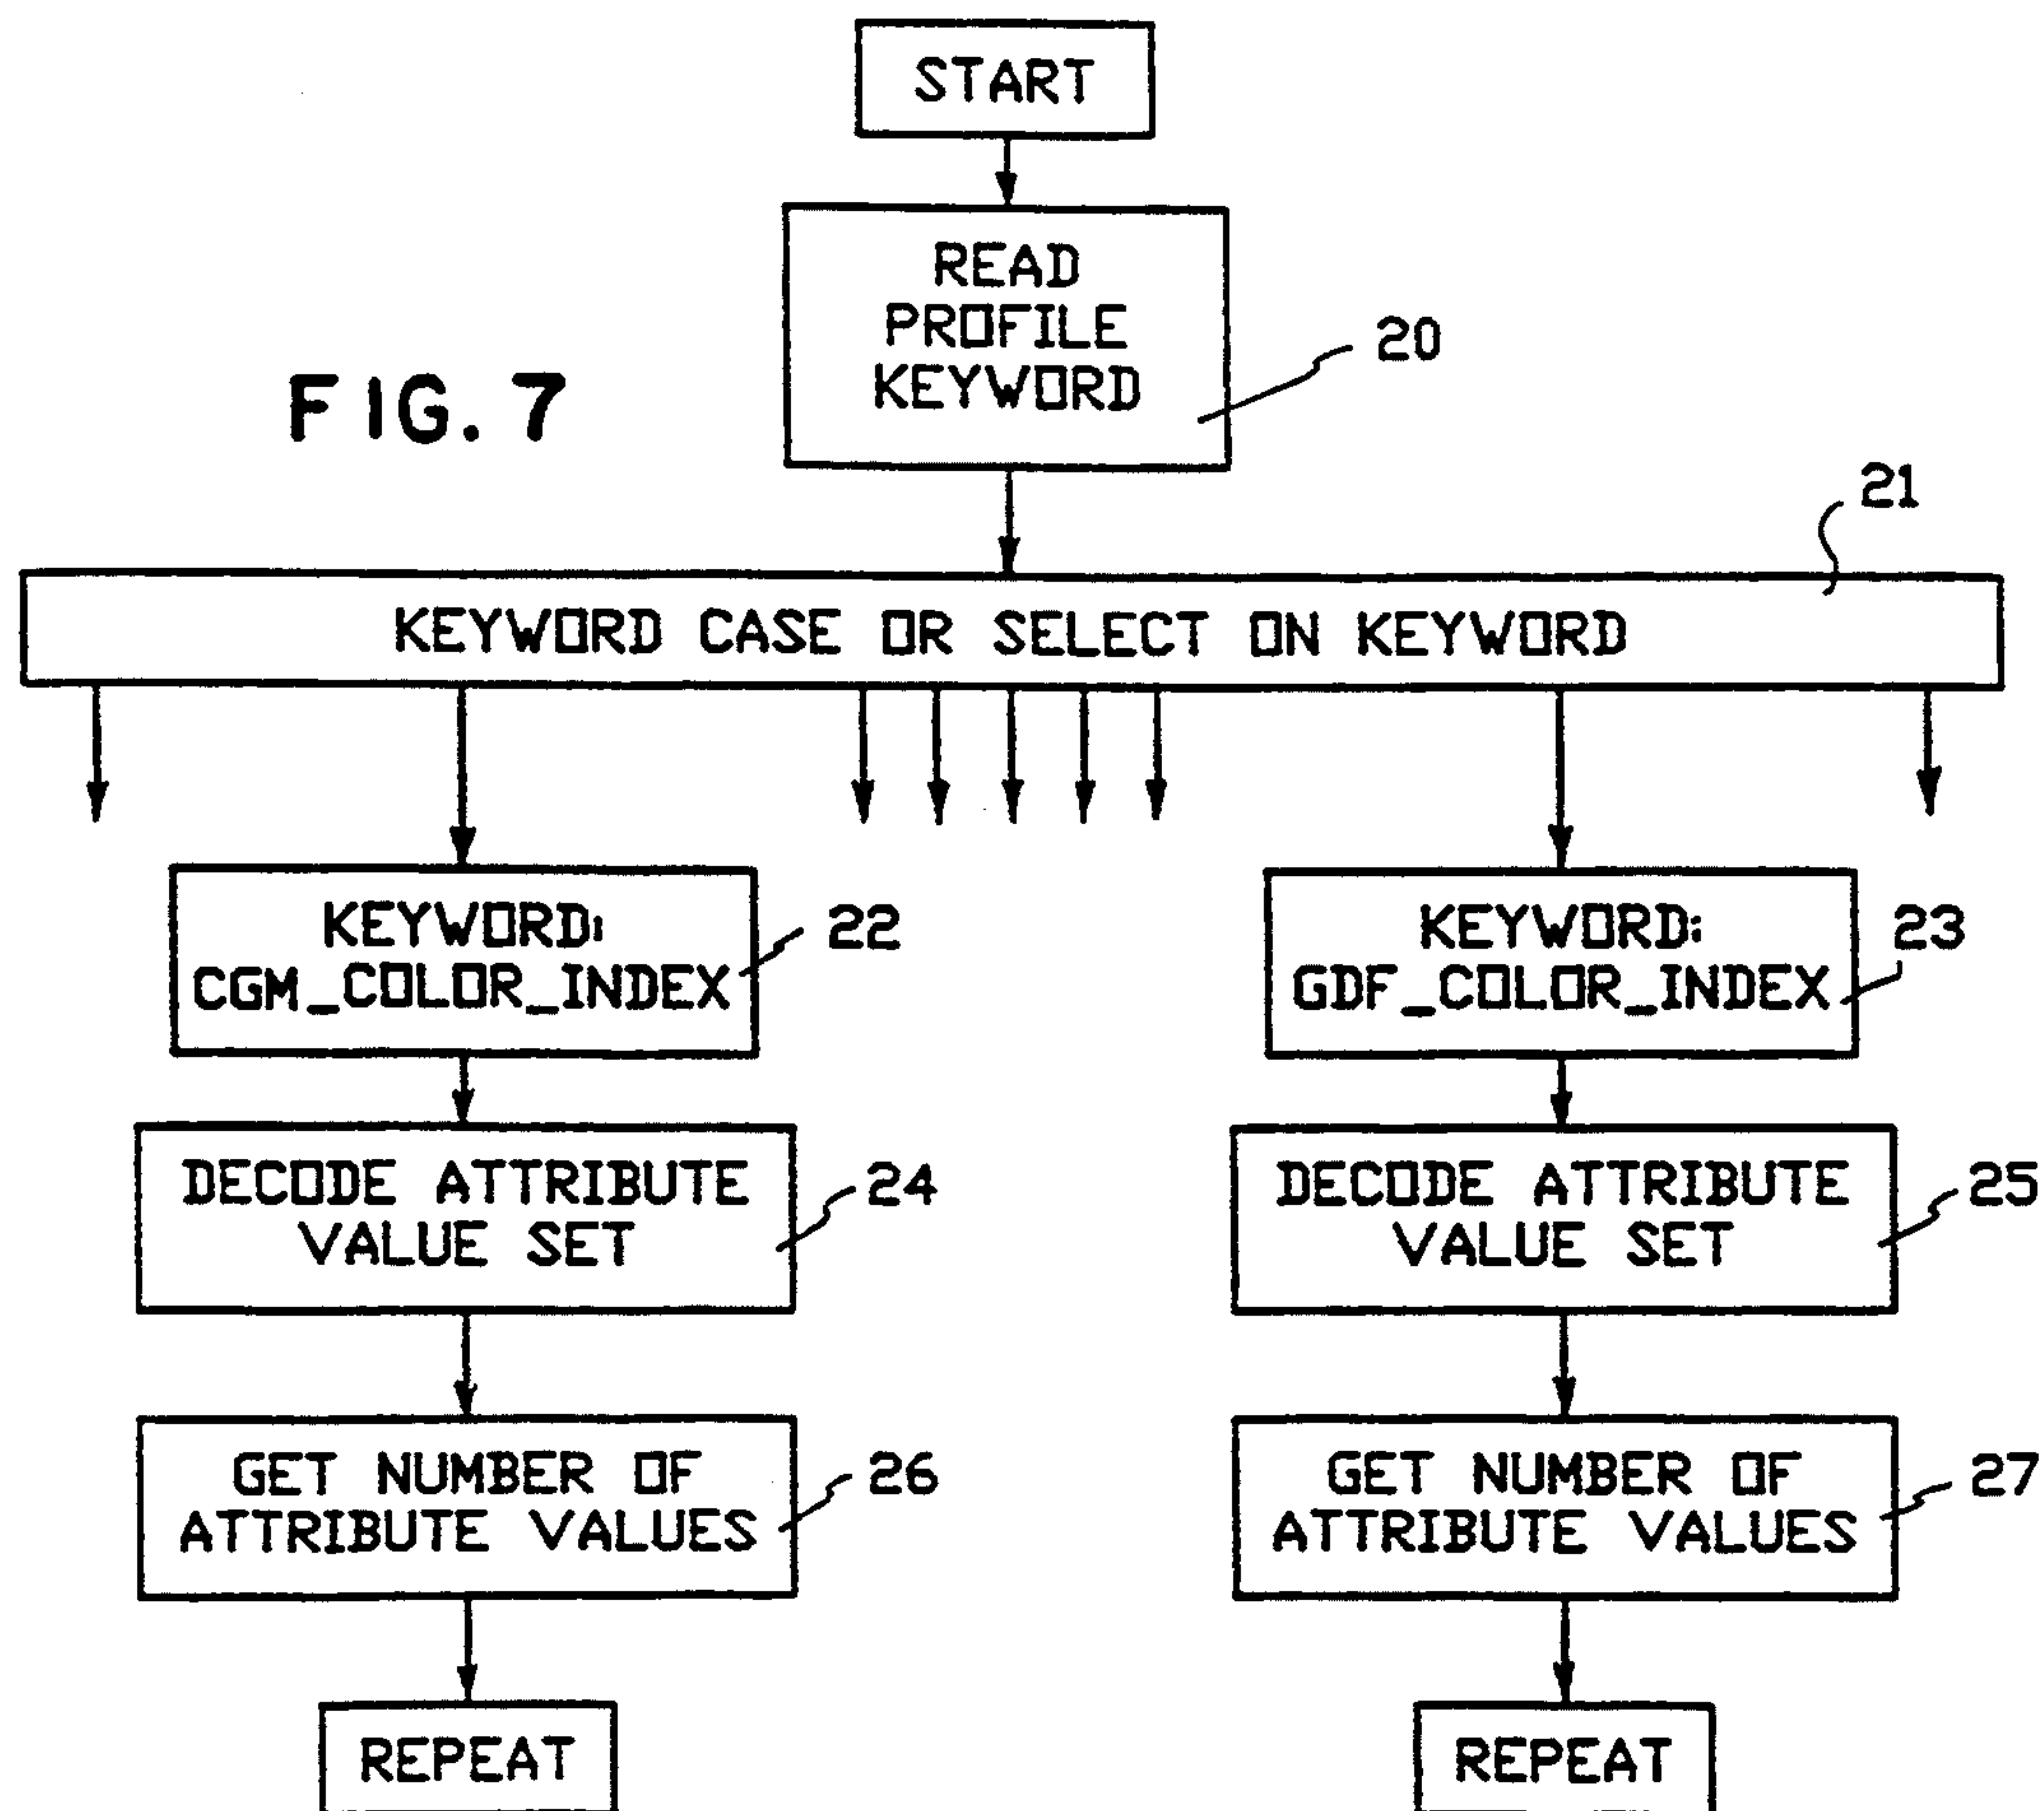 START
READ
PROFILE
KEYWORD
20
FIG. 7
21
KEYWORD CASE OR SELECT ON KEYWORD
KEYWORD:
CGM_COLOR_INDEX
22
KEYWORD:
GDF_COLOR_INDEX
23
DECODE ATTRIBUTE
VALUE SET
24
DECODE ATTRIBUTE
VALUE SET
25
GET NUMBER OF
ATTRIBUTE VALUES
26
GET NUMBER OF
ATTRIBUTE VALUES
27
REPEAT
REPEAT